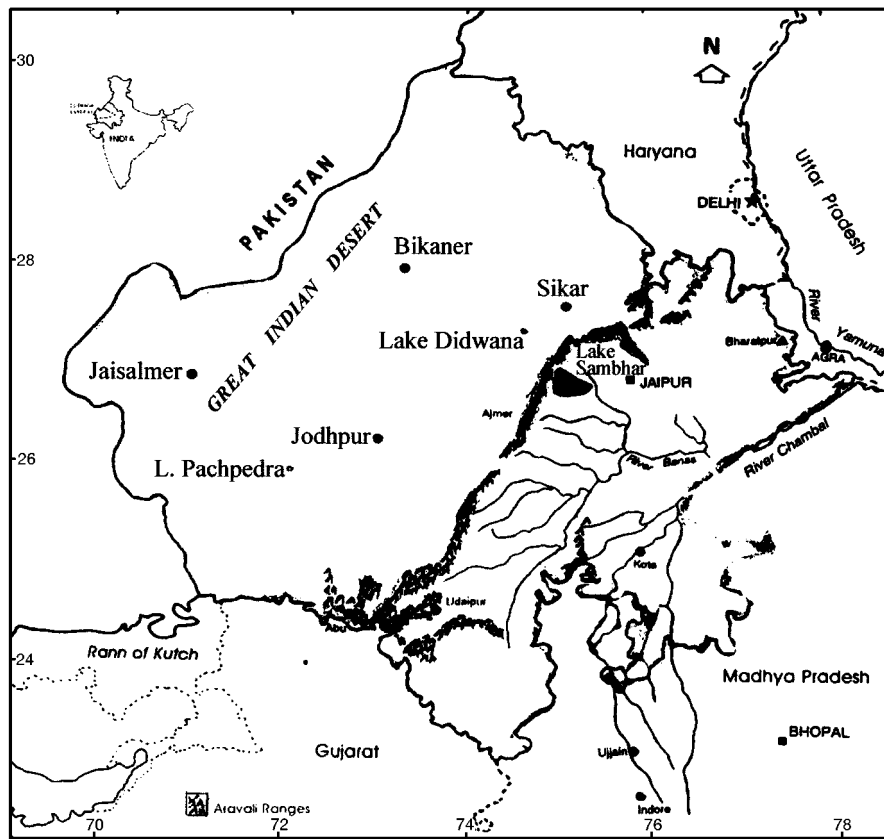 30
N
INDIA
Haryana
DELHI
Uttar Pradesh
PAKISTAN
GREAT INDIAN DESERT
28
Bikaner
Sikar
Lake Didwana
Lake
Sambhar
JAIPUR
Bharatpur
River
Yamuna
AGRA
Jaisalmer
Ajmer
Jodhpur
26
L. Pachpedra
River Banas
River Chambal
Kota
Udaipur
Abu
24
Rann of Kutch
Madhya Pradesh
BHOPAL
Gujarat
Ujjain
Indore
Aravali Ranges
70
72
74
76
78